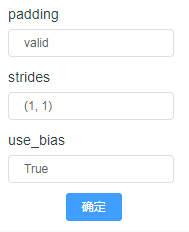 padding
valid
strides
(1, 1)
use_bias
True
确定